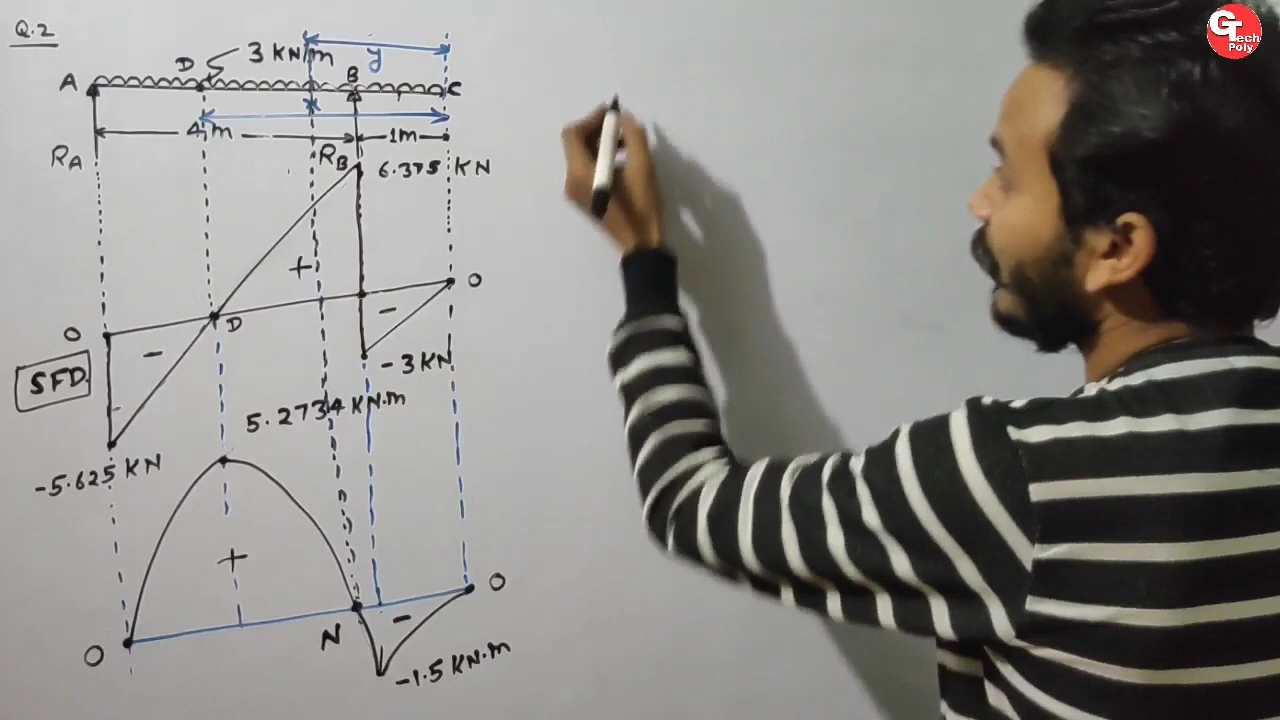 Q.2
G
Tech
Poly
3 KN/m
y
A
D
B
C
4 m
1m
RA
RB
6.375 KN
+
O
D
-
-
O
SFD
- 3 KN
5.2734 KN.m
-5.625 KN
+
-
O
N
O
-1.5 KN.m